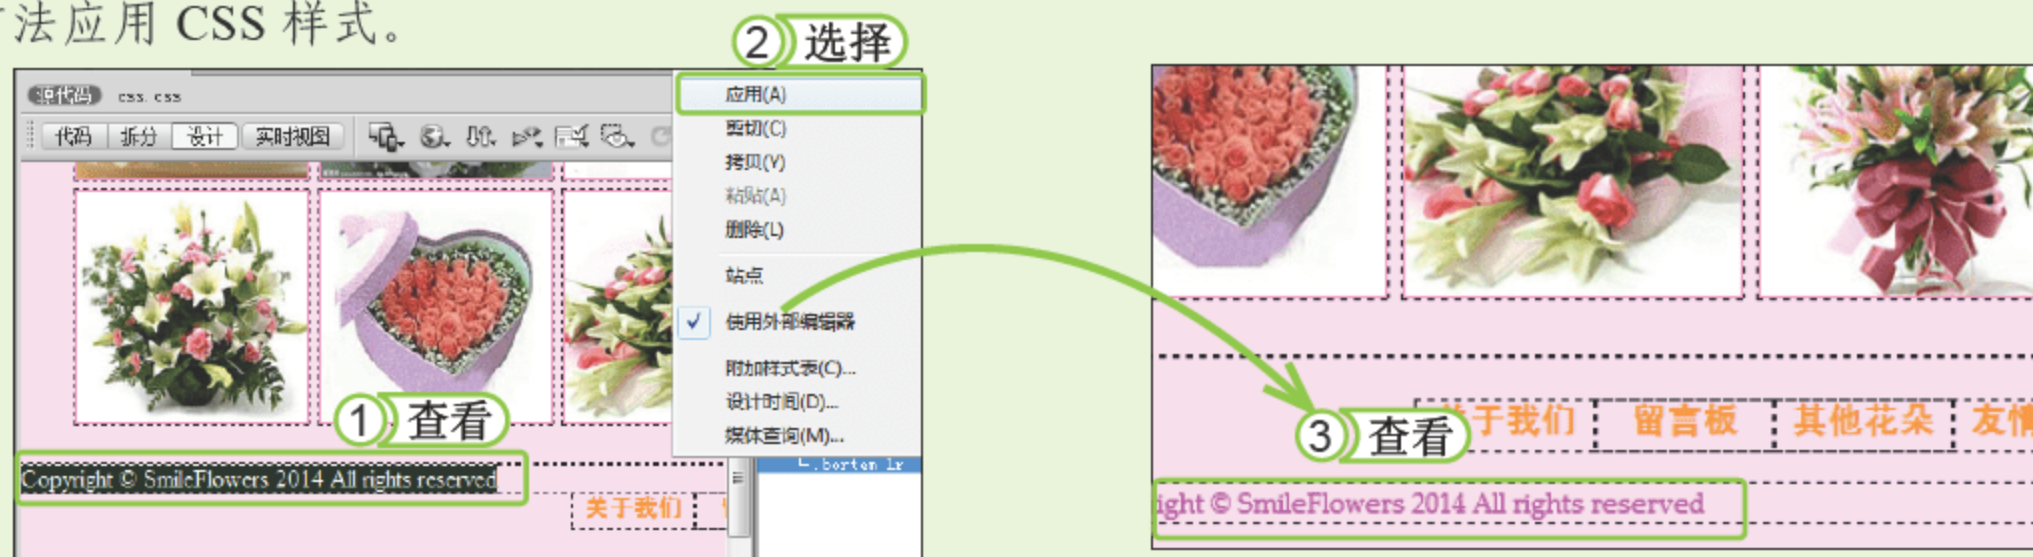 法应用 CSS 样式。
② 选择
源代码 css.css
代码 拆分 设计 实时视图
应用(A)
剪切(C)
拷贝(Y)
粘贴(A)
删除(L)
站点
使用外部编辑器
附加样式表(C)...
设计时间(D)...
媒体查询(M)...
① 查看
Copyright © SmileFlowers 2014 All rights reserved
关于我们
③ 查看
于我们 留言板 其他花朵 友情
ight © SmileFlowers 2014 All rights reserved